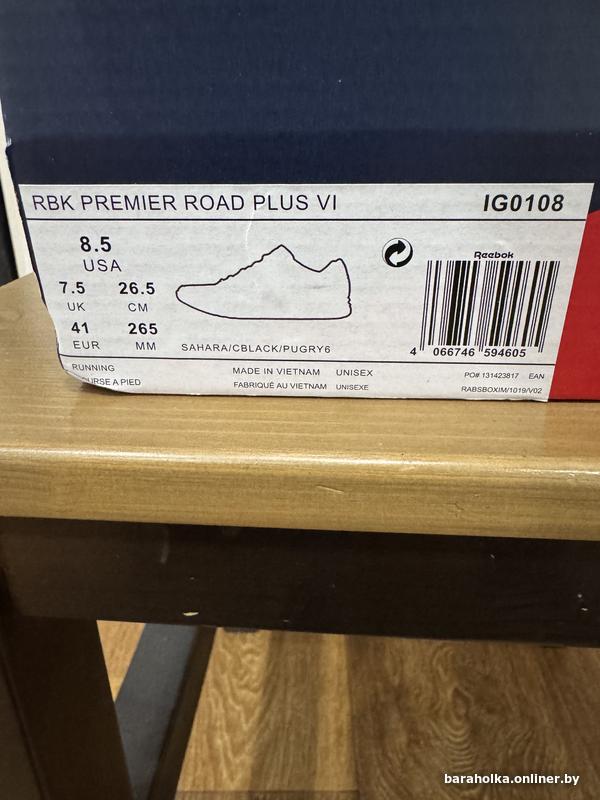 RBK PREMIER ROAD PLUS VI IG0108
8.5
USA
7.5 26.5
UK CM
41 265
EUR MM
SAHARA/CBLACK/PUGRY6
Reebok
4 066746 594605
RUNNING MADE IN VIETNAM UNISEX PO# 131423817 EAN
A PIED FABRIQUÉ AU VIETNAM UNISEXE RABSBOXIM/1019/V02
baraholka.onliner.by